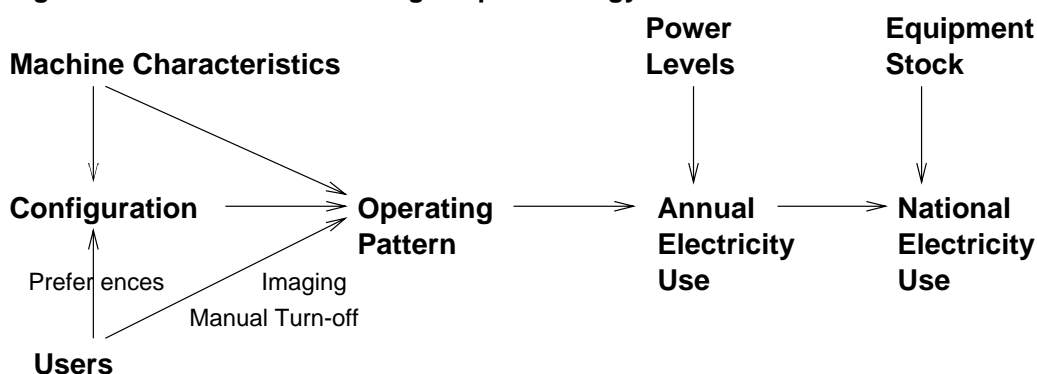 Power
Levels
Equipment
Stock
Machine Characteristics
Configuration
Operating
Pattern
Annual
Electricity
Use
National
Electricity
Use
Preferences
Imaging
Manual Turn-off
Users